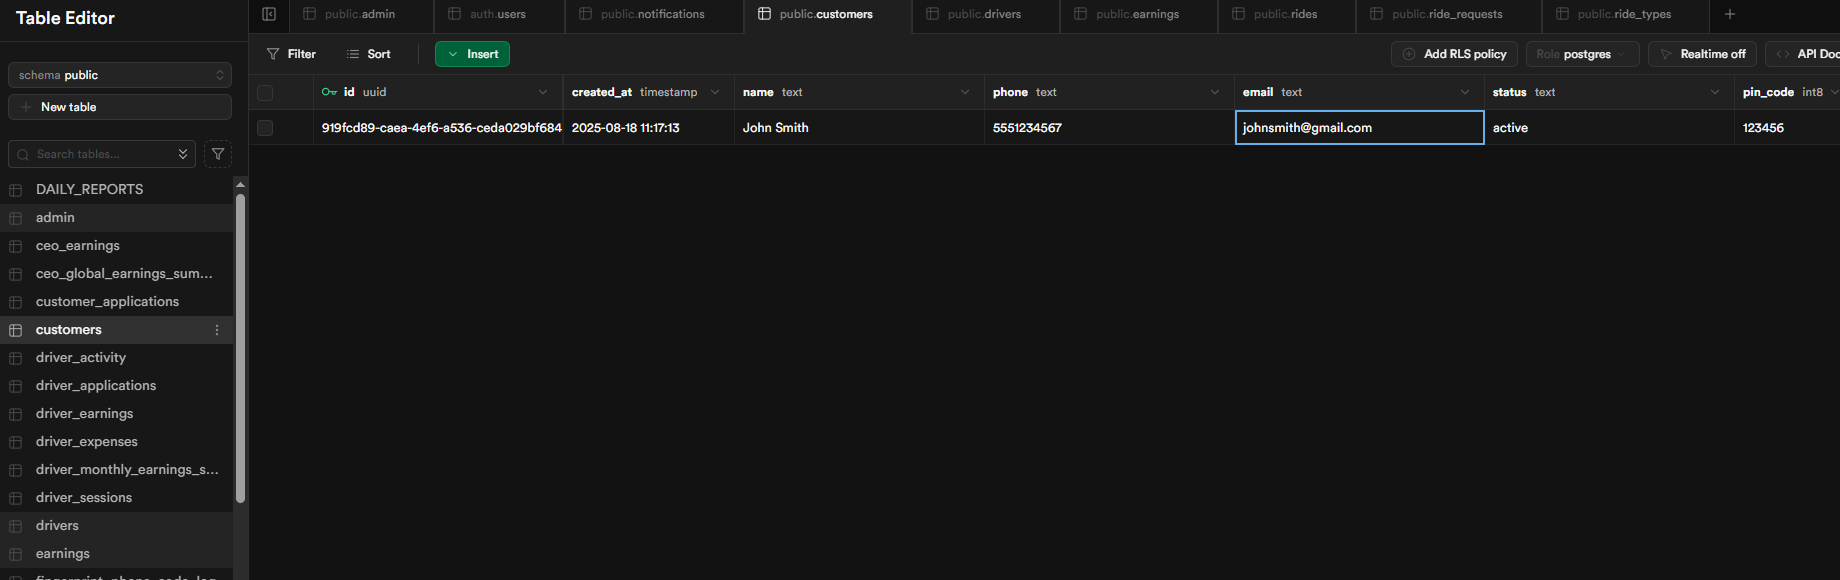 Table Editor
public.admin
auth.users
public.notifications
public.customers
public.drivers
public.earnings
public.rides
public.ride_requests
public.ride_types
schema public
New table
Search tables...
DAILY_REPORTS
admin
ceo_earnings
ceo_global_earnings_sum...
customer_applications
customers
driver_activity
driver_applications
driver_earnings
driver_expenses
driver_monthly_earnings_s...
driver_sessions
drivers
earnings
Filter Sort Insert Add RLS policy Role postgres Realtime off API Doc
id uuid created_at timestamp name text phone text email text status text pin_code int8
919fcd89-caea-4ef6-a536-ceda029bf684 2025-08-18 11:17:13 John Smith 5551234567 johnsmith@gmail.com active 123456